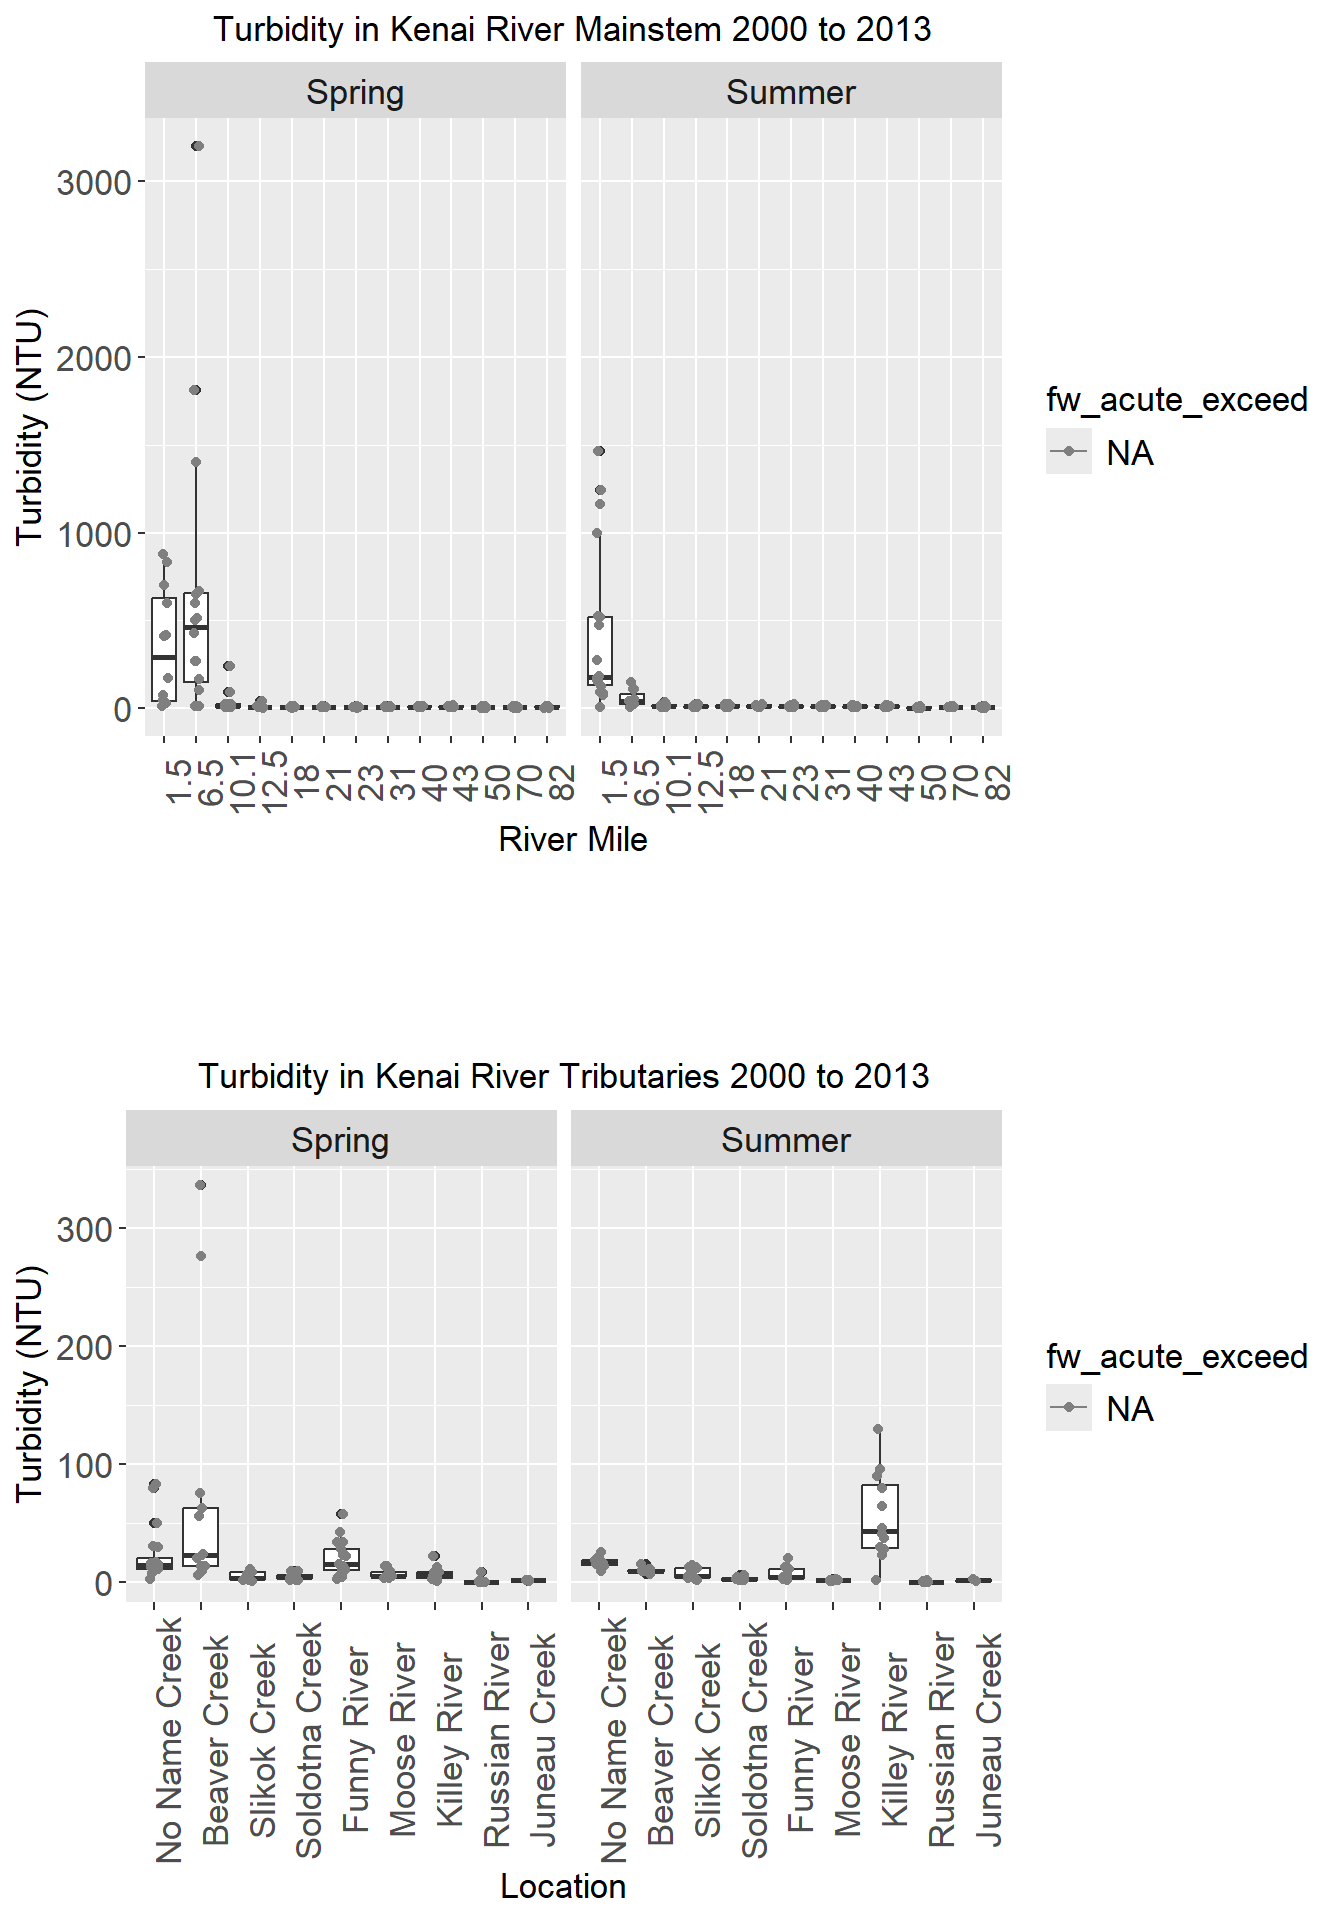 Turbidity in Kenai River Mainstem 2000 to 2013
Spring
Summer
3000
2000
1000
0
Turbidity (NTU)
1.5 6.5 10.1 12.5 18 21 23 31 40 43 50 70 82
1.5 6.5 10.1 12.5 18 21 23 31 40 43 50 70 82
River Mile
fw_acute_exceed
NA
Turbidity in Kenai River Tributaries 2000 to 2013
Spring
Summer
300
200
100
0
Turbidity (NTU)
No Name Creek
Beaver Creek
Slikok Creek
Soldotna Creek
Funny River
Moose River
Killey River
Russian River
Juneau Creek
No Name Creek
Beaver Creek
Slikok Creek
Soldotna Creek
Funny River
Moose River
Killey River
Russian River
Juneau Creek
Location
fw_acute_exceed
NA